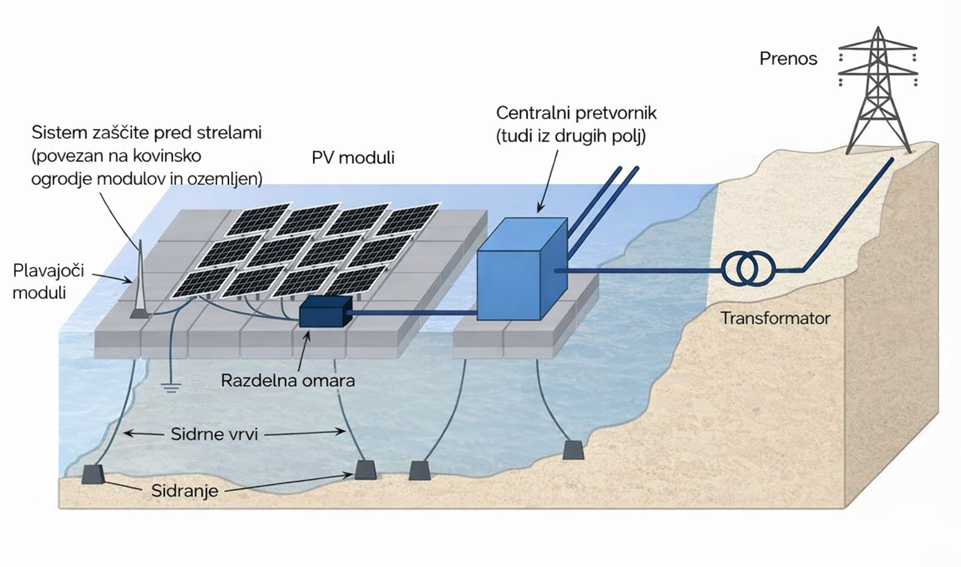 Prenos
Centralni pretvornik
(tudi iz drugih polj)
Sistem zaščite pred strelami
(povezan na kovinsko
ogrodje modulov in ozemljen)
PV moduli
Plavajoči
moduli
Transformator
Razdelna omara
Sidrne vrvi
Sidranje